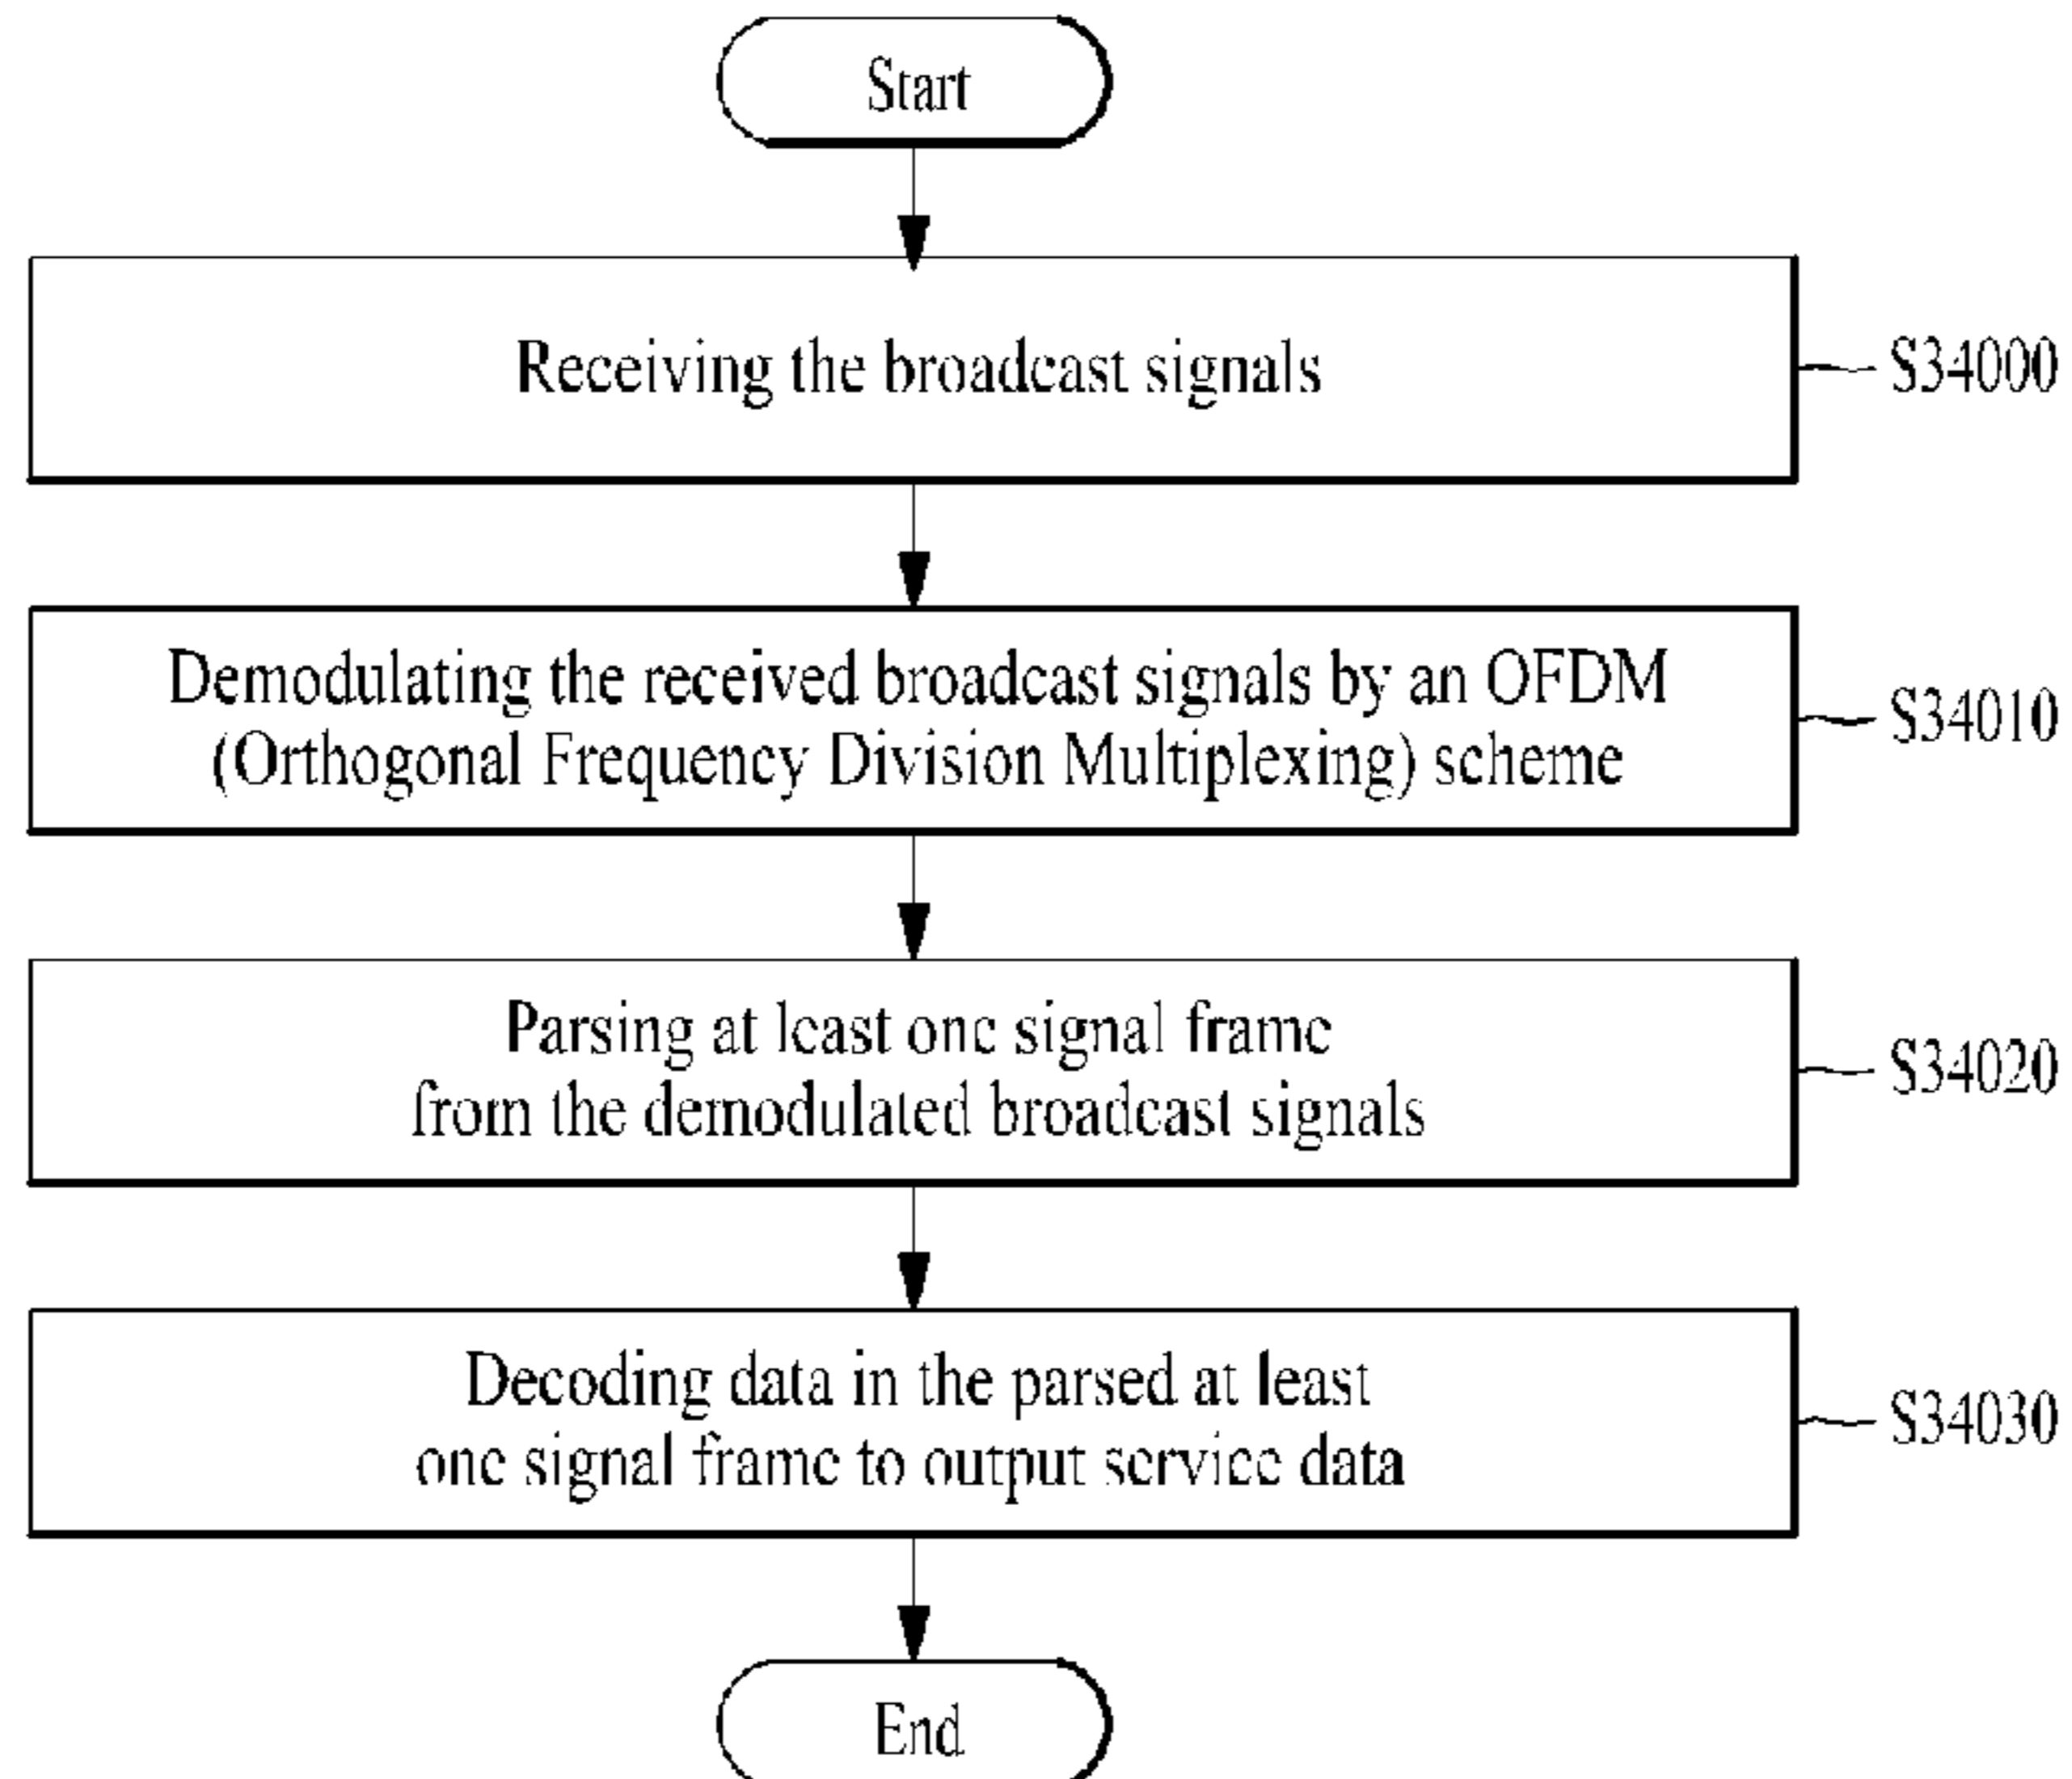 Start
Receiving the broadcast signals
S34000
Demodulating the received broadcast signals by an OFDM
(Orthogonal Frequency Division Multiplexing) scheme
S34010
Parsing at least one signal frame
from the demodulated broadcast signals
S34020
Decoding data in the parsed at least
one signal frame to output service data
S34030
End